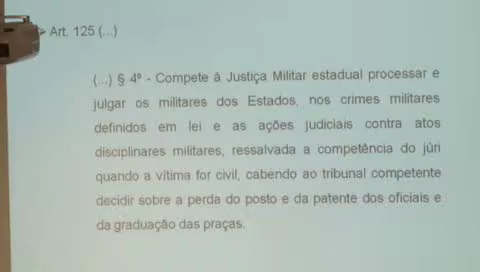 Art. 125 (...)
(...) § 4º - Compete à Justiça Militar estadual processar e
julgar os militares dos Estados, nos crimes militares
definidos em lei e as ações judiciais contra atos
disciplinares militares, ressalvada a competência do júri
quando a vítima for civil, cabendo ao tribunal competente
decidir sobre a perda do posto e da patente dos oficiais e
da graduação das praças.